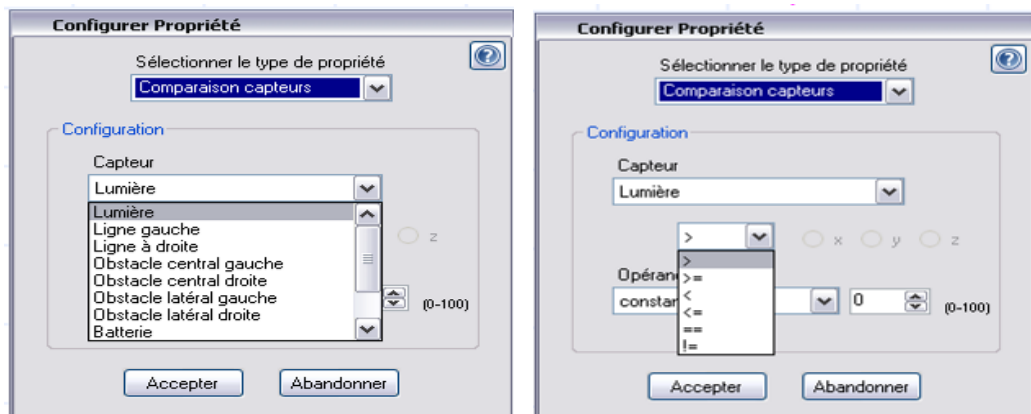 Configurer Propriété
Sélectionner le type de propriété
Comparaison capteurs
Configuration
Capteur
Lumière
Lumière
Ligne gauche
Ligne à droite
Obstacle central gauche
Obstacle central droite
Obstacle latéral gauche
Obstacle latéral droite
Batterie
z
(0-100)
Accepter Abandonner
Configurer Propriété
Sélectionner le type de propriété
Comparaison capteurs
Configuration
Capteur
Lumière
> x y z
>
>=
<
<=
==
!=
Opéran
constan 0 (0-100)
Accepter Abandonner